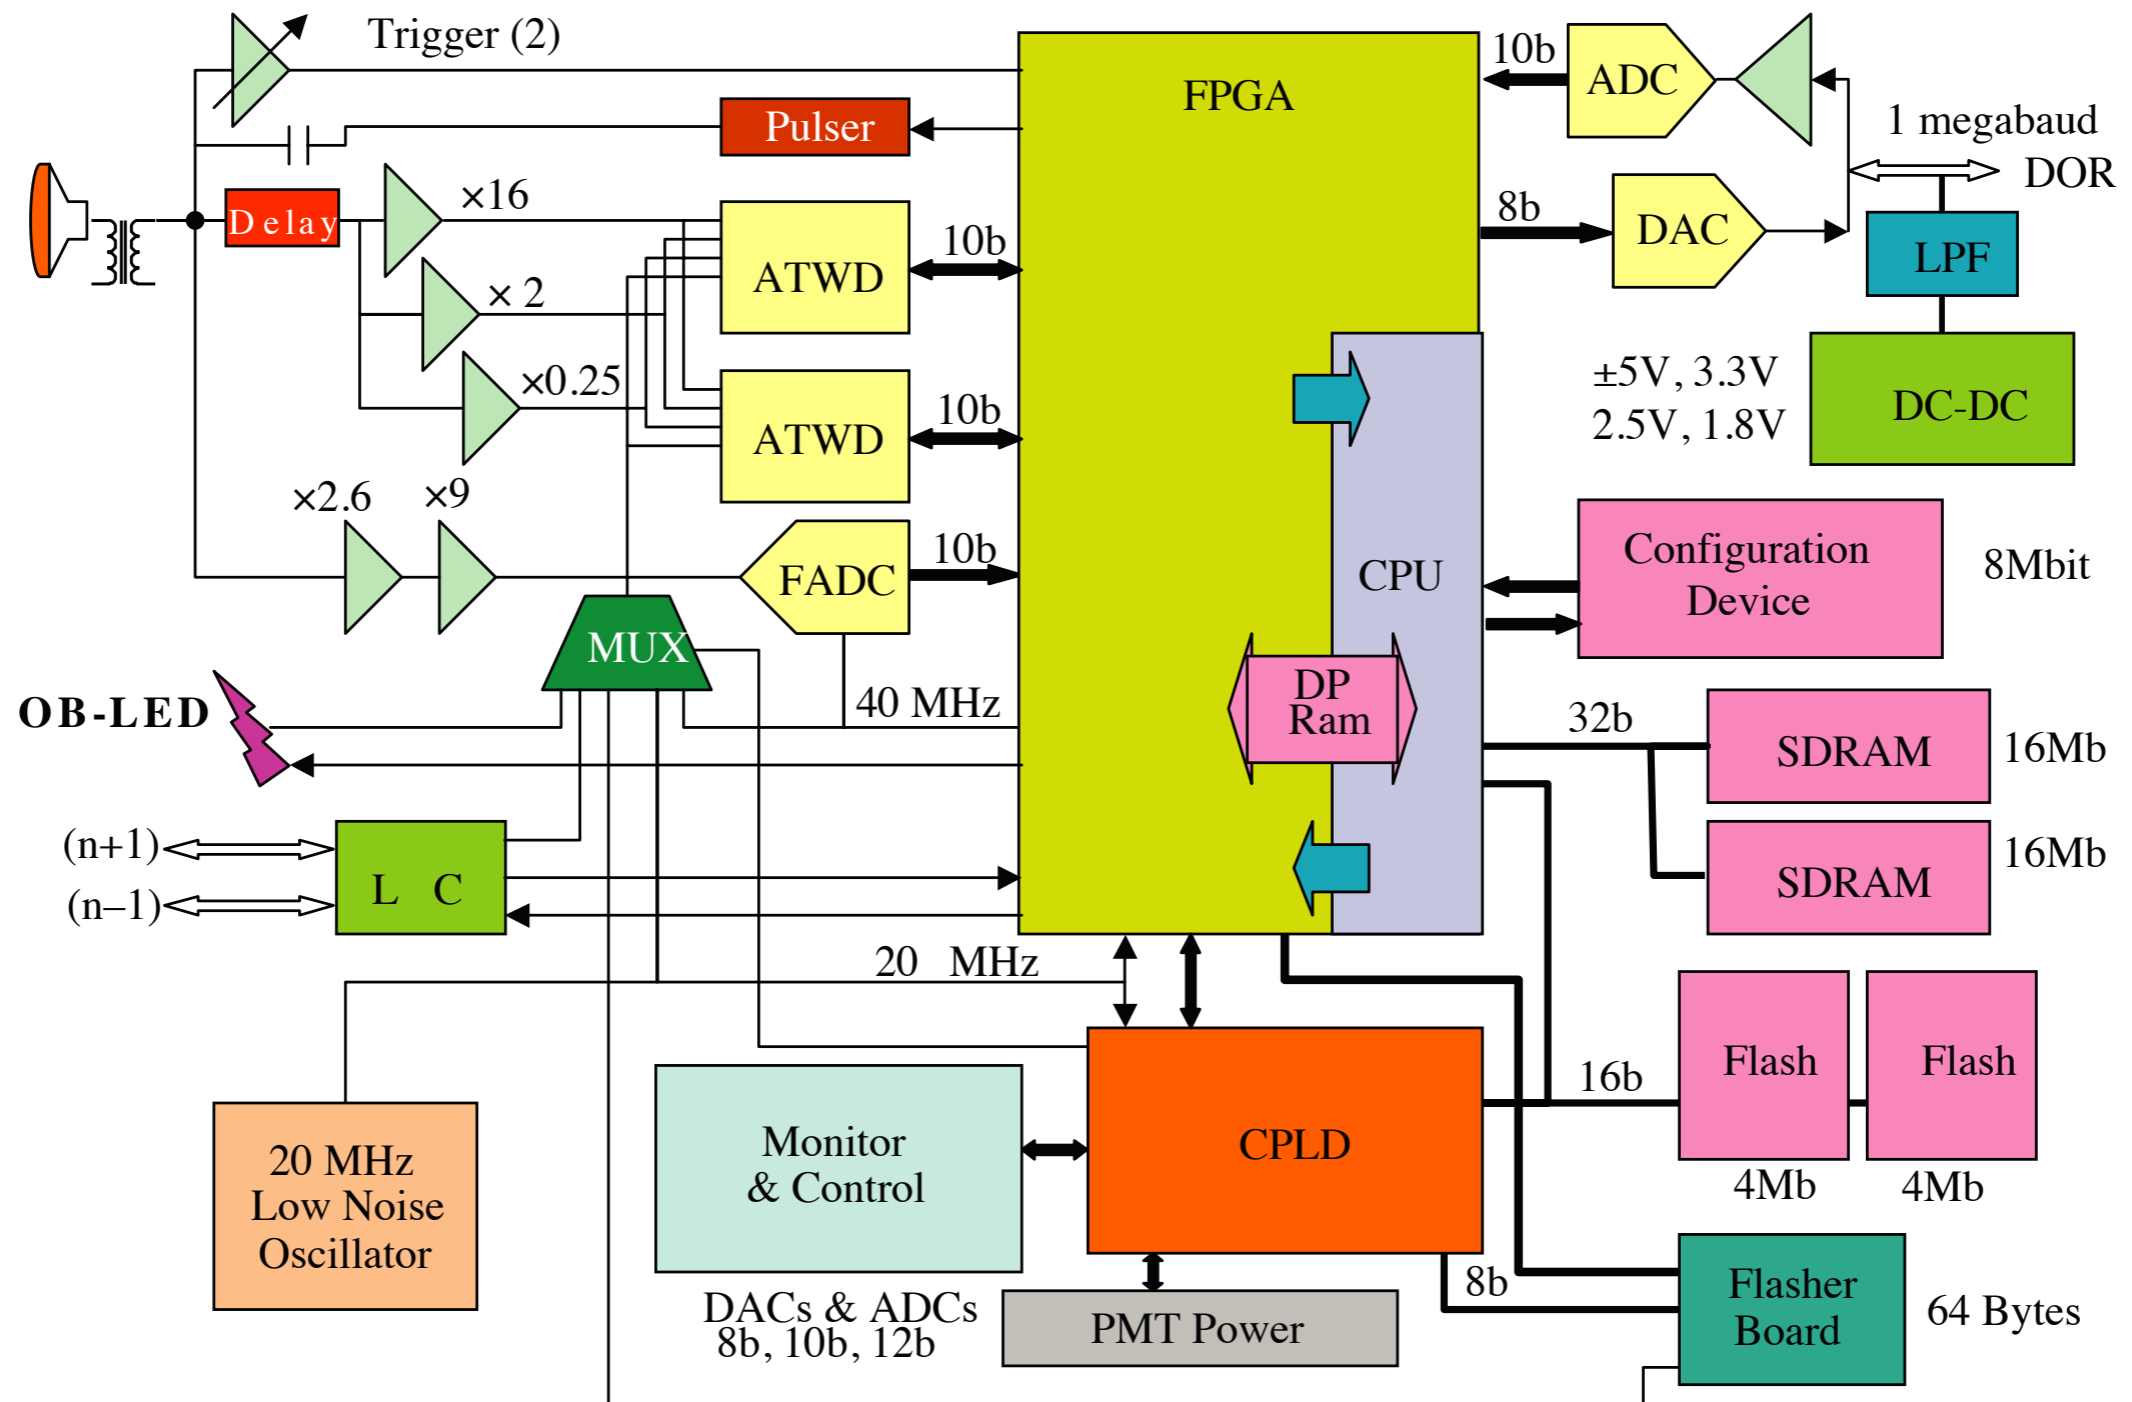 Trigger (2)
FPGA
10b
ADC
1 megabaud
DOR
Pulser
Delay
×16
ATWD
10b
8b
DAC
LPF
× 2
×0.25
ATWD
10b
±5V, 3.3V
2.5V, 1.8V
DC-DC
×2.6
×9
FADC
10b
CPU
Configuration
Device
8Mbit
MUX
OB-LED
40 MHz
DP
Ram
32b
SDRAM
16Mb
(n+1)
(n–1)
L C
SDRAM
16Mb
20 MHz
Flash
Flash
16b
4Mb
4Mb
20 MHz
Low Noise
Oscillator
Monitor
& Control
CPLD
DACs & ADCs
8b, 10b, 12b
PMT Power
8b
Flasher
Board
64 Bytes